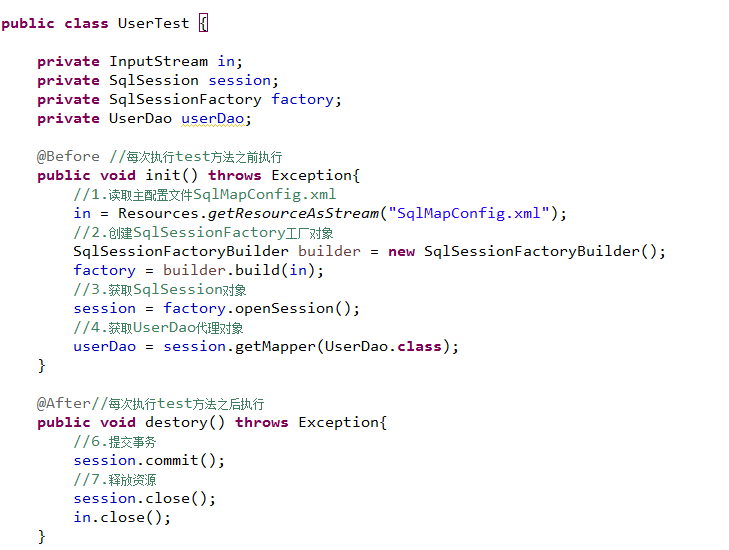 public class UserTest {
private InputStream in;
private SqlSession session;
private SqlSessionFactory factory;
private UserDao userDao;
@Before //每次执行test方法之前执行
public void init() throws Exception{
//1.读取主配置文件SqlMapConfig.xml
in = Resources.getResourceAsStream("SqlMapConfig.xml");
//2.创建SqlSessionFactory工厂对象
SqlSessionFactoryBuilder builder = new SqlSessionFactoryBuilder();
factory = builder.build(in);
//3.获取SqlSession对象
session = factory.openSession();
//4.获取UserDao代理对象
userDao = session.getMapper(UserDao.class);
}
@After//每次执行test方法之后执行
public void destory() throws Exception{
//6.提交事务
session.commit();
//7.释放资源
session.close();
in.close();
}